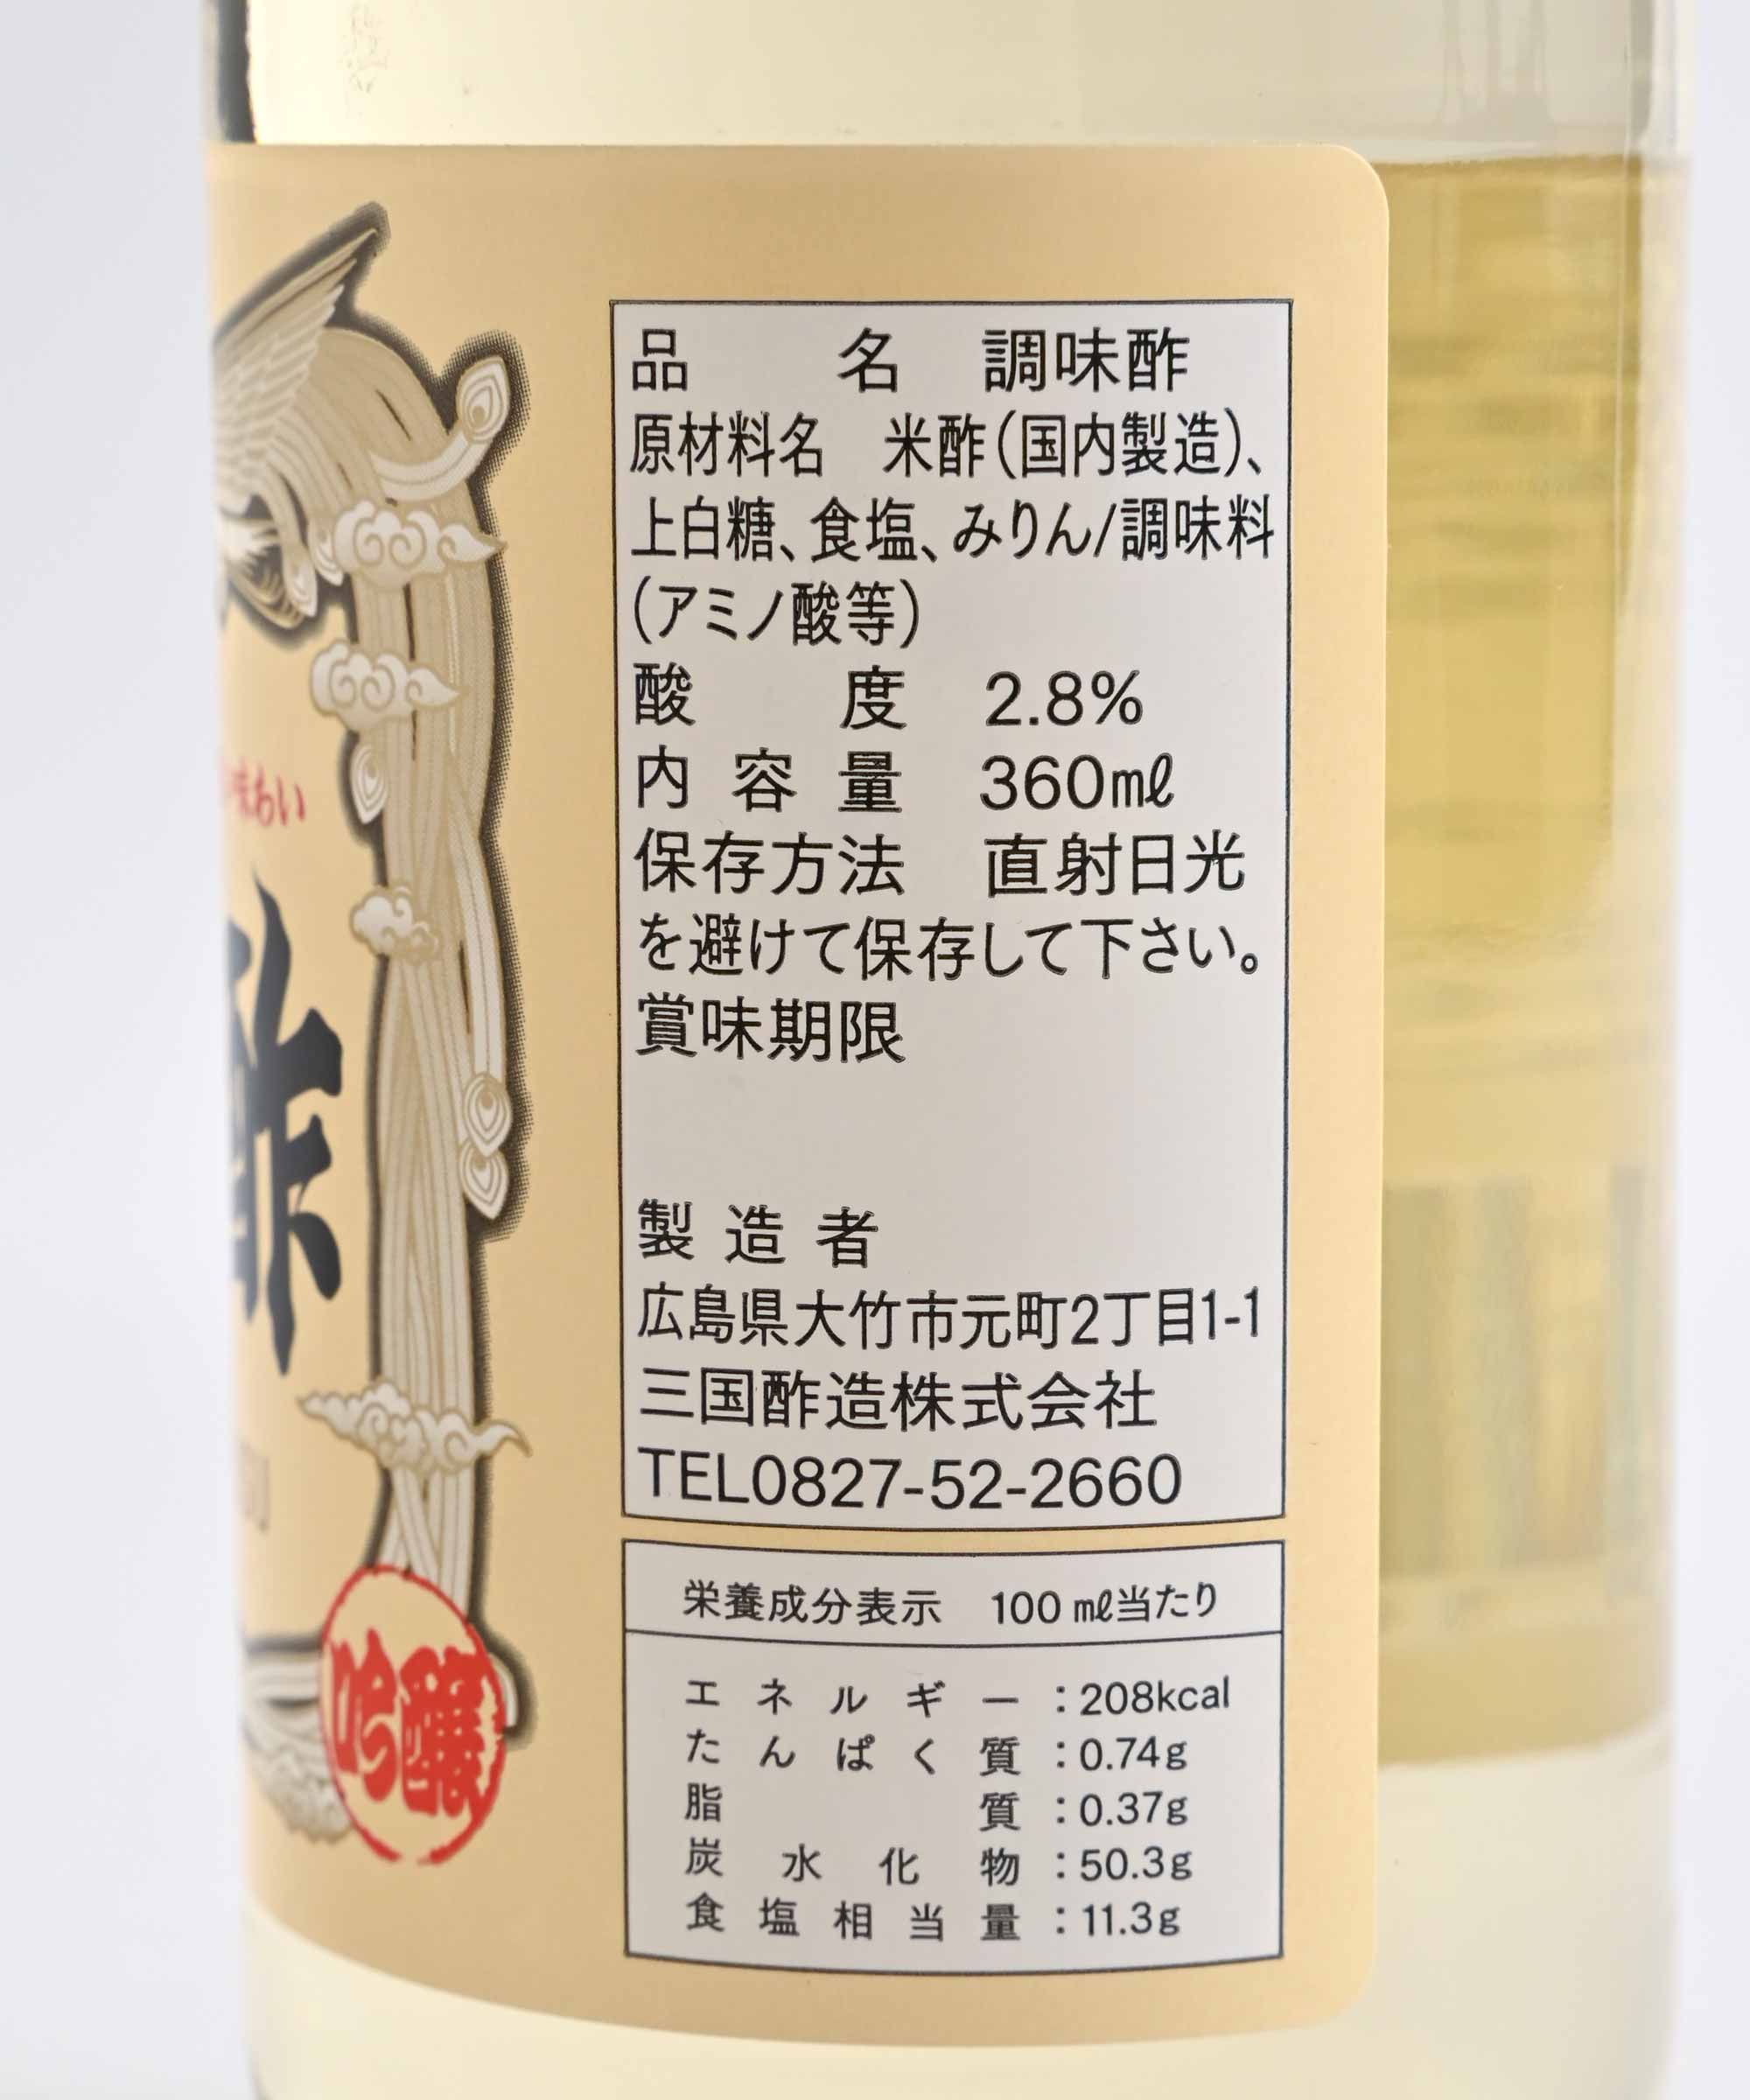 品名 調味酢
原材料名 米酢(国内製造)、
上白糖、食塩、みりん/調味料
(アミノ酸等)
酸度 2.8%
内容量 360㎖
保存方法 直射日光
を避けて保存して下さい。
賞味期限
製造者
広島県大竹市元町2丁目1-1
三国酢造株式会社
TEL0827-52-2660
栄養成分表示 100㎖当たり
エネルギー:208kcal
たんぱく質:0.74g
脂質:0.37g
炭水化物:50.3g
食塩相当量:11.3g
味わい
酢
吟醸